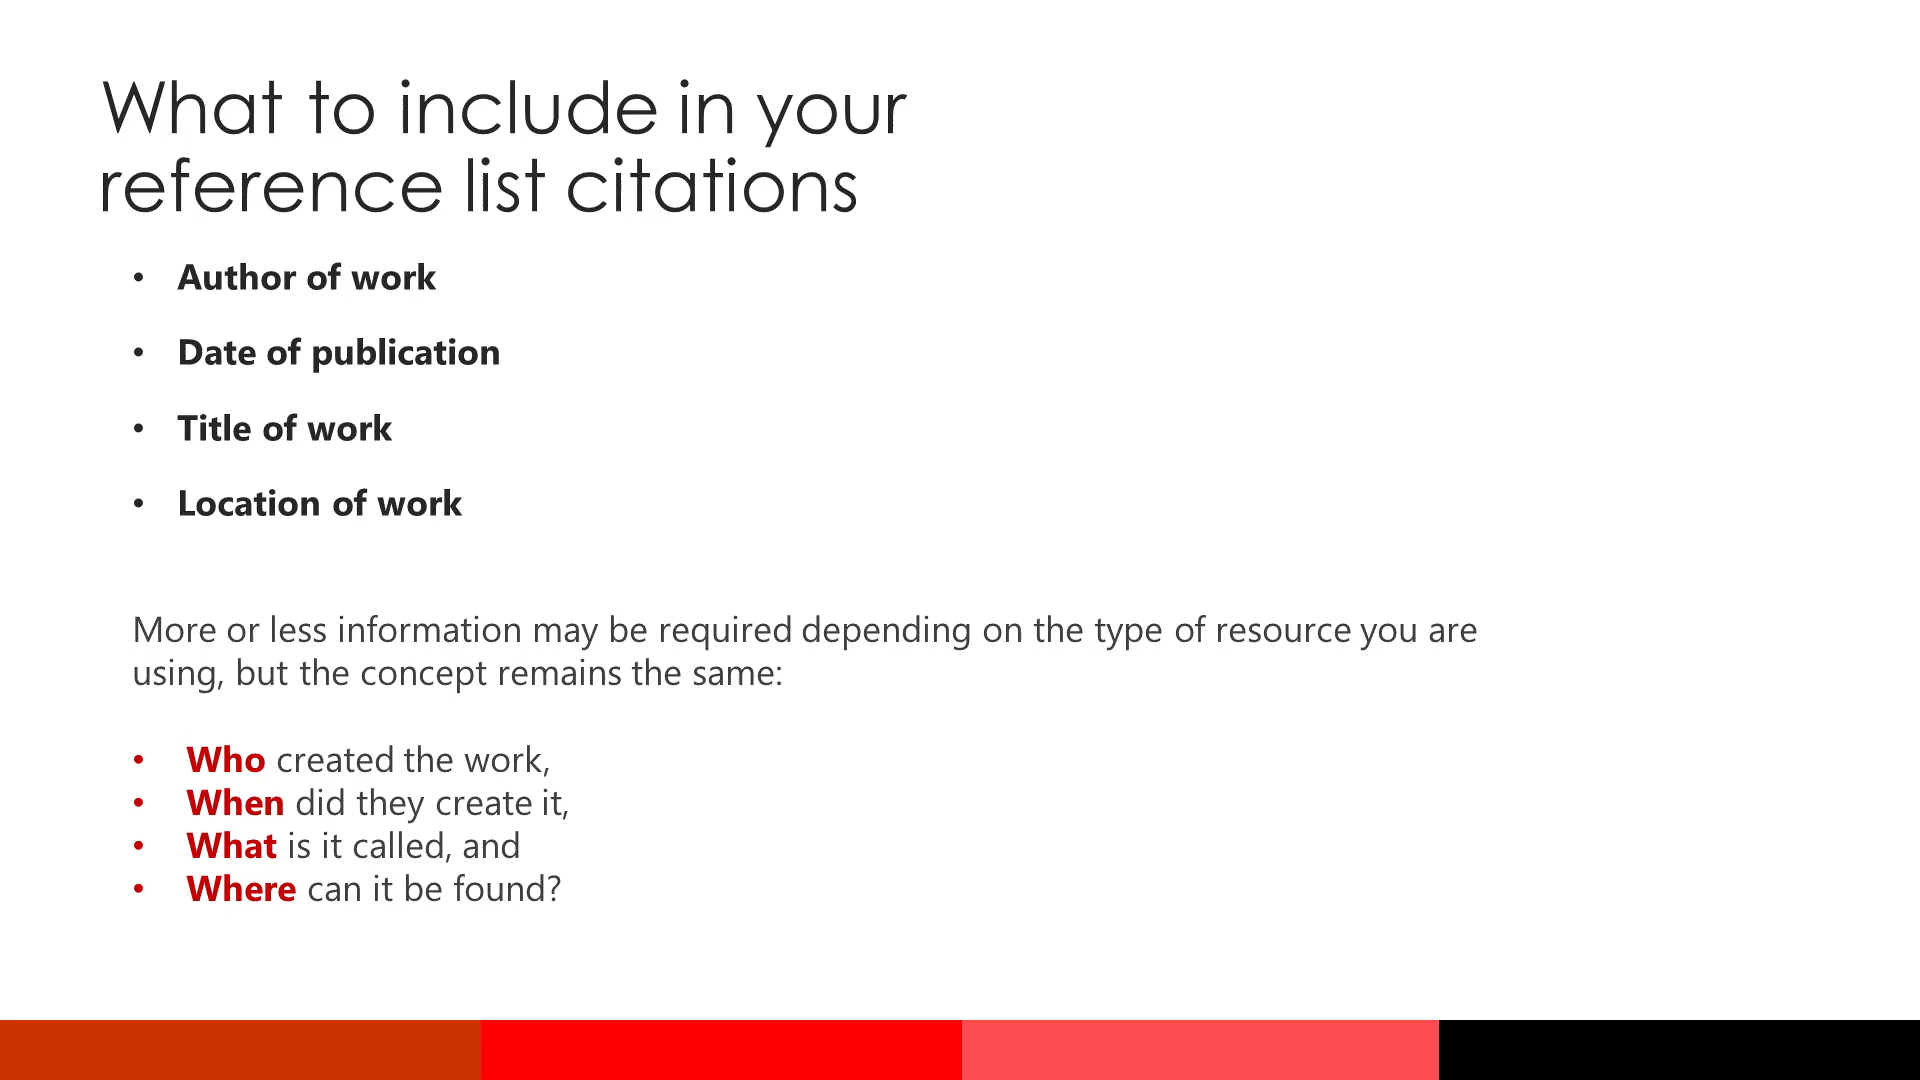 What to include in your
reference list citations
• Author of work
• Date of publication
• Title of work
• Location of work
More or less information may be required depending on the type of resource you are
using, but the concept remains the same:
• Who created the work,
• When did they create it,
• What is it called, and
• Where can it be found?